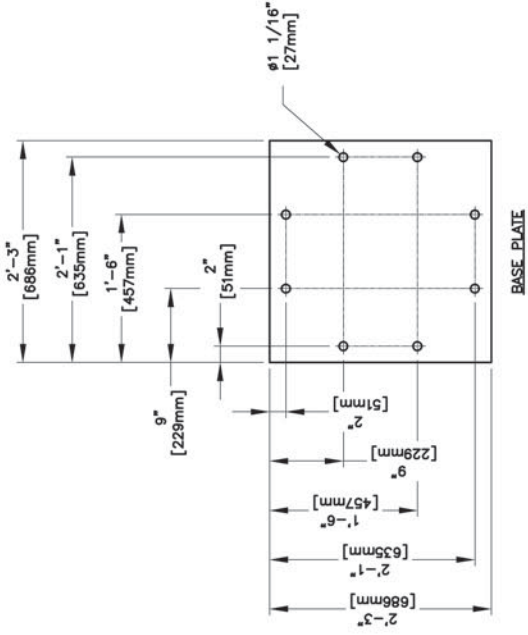 2'-3"
[686mm]
2'-1"
[635mm]
1'-6"
[457mm]
9"
[229mm]
2"
[51mm]
ø1 1/16"
[27mm]
2"
[51mm]
9"
[229mm]
1'-6"
[457mm]
2'-1"
[635mm]
2'-3"
[686mm]
BASE PLATE